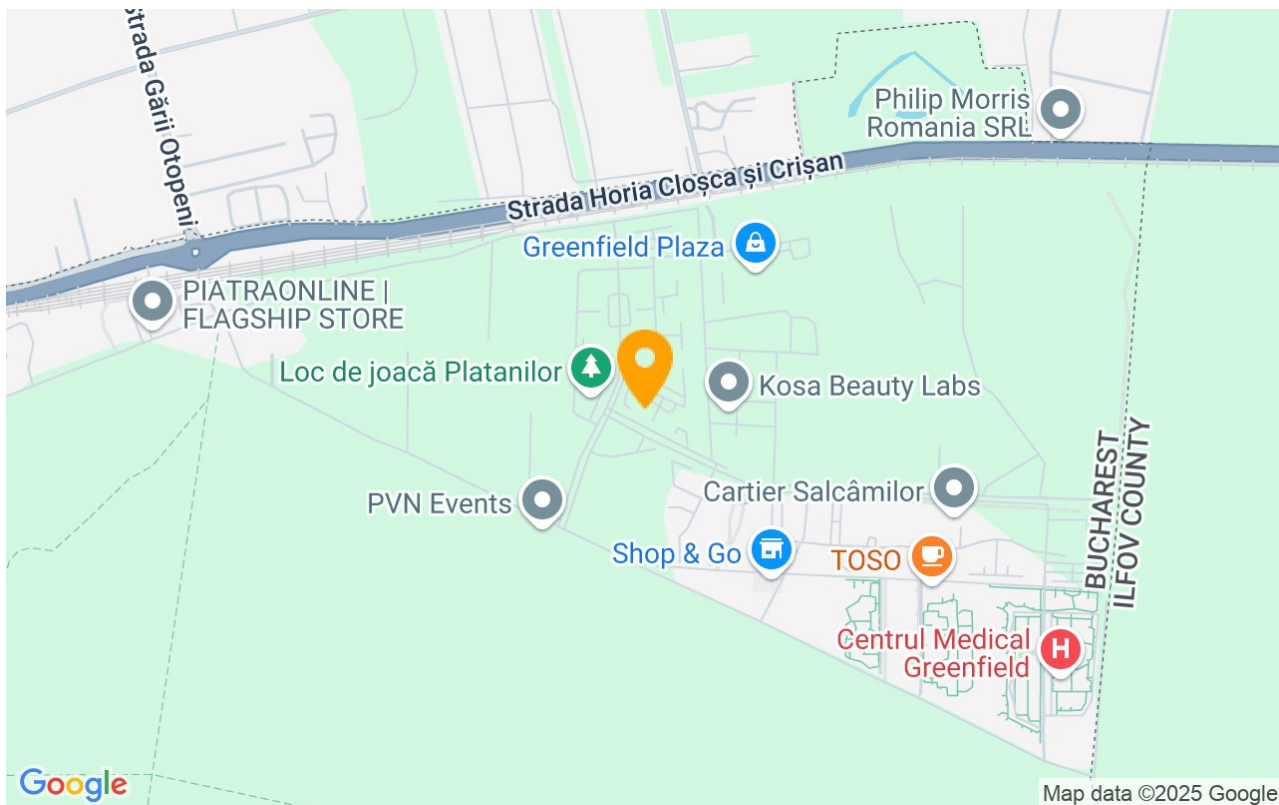 Strada Gării Otopeni
Philip Morris
Romania SRL
Strada Horia Cloșca și Crișan
Greenfield Plaza
PIATRAONLINE |
FLAGSHIP STORE
Loc de joacă Platanilor
Kosa Beauty Labs
BUCHAREST
ILFOV COUNTY
PVN Events
Cartier Salcâmilor
Shop & Go
TOSO
Centrul Medical
Greenfield
H
Google
Map data ©2025 Google